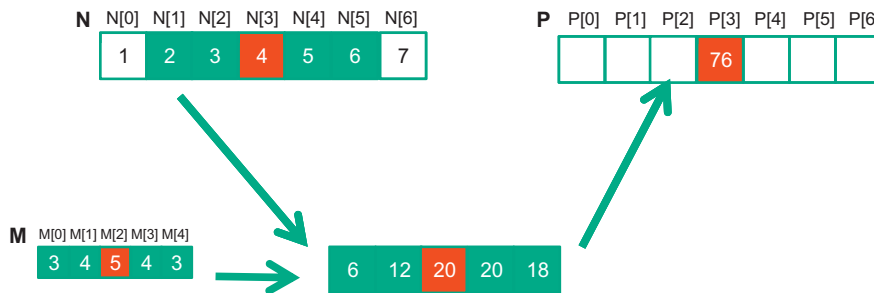 N N[0] N[1] N[2] N[3] N[4] N[5] N[6]
1 2 3 4 5 6 7
P P[0] P[1] P[2] P[3] P[4] P[5] P[6
76
M M[0] M[1] M[2] M[3] M[4]
3 4 5 4 3
6 12 20 20 18